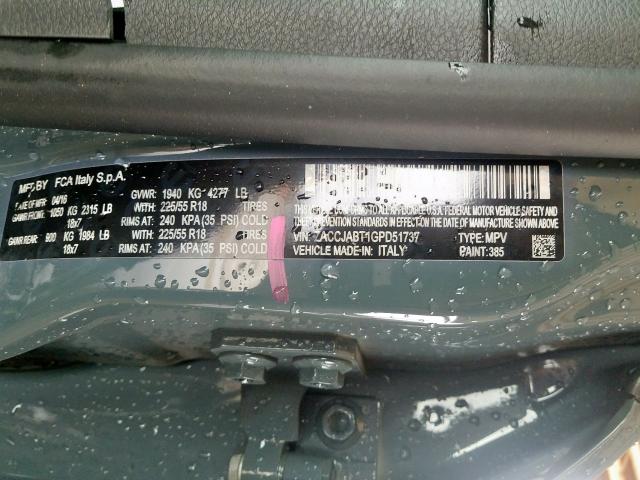 MFD BY FCA Italy S.p.A.
DATE OF MFR 04/16
GVWR: 1940 KG 4277 LB
GAWR FRONT: 1050 KG 2315 LB
WITH: 225/55 R18 TIRES
18x7
RIMS AT: 240 KPA (35 PSI) COLD
GAWR REAR: 900 KG 1984 LB
WITH: 225/55 R18 TIRES
18x7
RIMS AT: 240 KPA (35 PSI) COLD
THIS CONFORMS TO ALL APPLICABLE U.S.A. FEDERAL MOTOR VEHICLE SAFETY AND
THEFT PREVENTION STANDARDS IN EFFECT ON THE DATE OF MANUFACTURE SHOWN ABOVE
VIN: ZACCJABT1GPD51737 TYPE: MPV
VEHICLE MADE IN: ITALY PAINT: 385